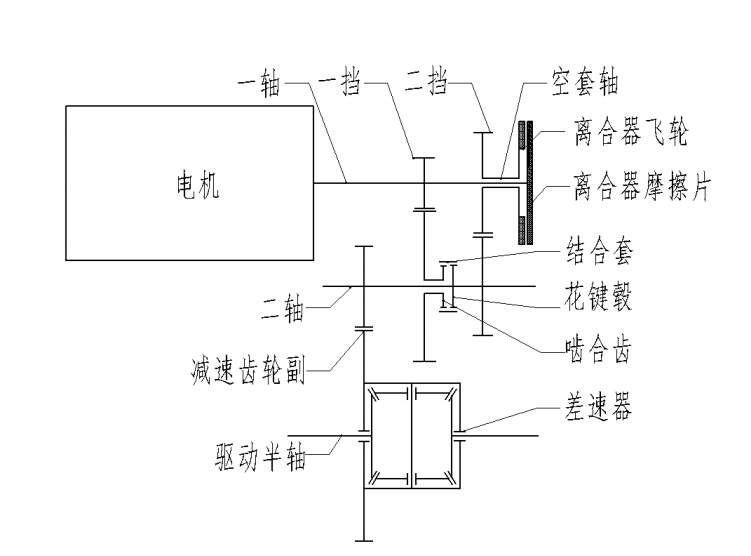 一轴
一挡
二挡
空套轴
离合器飞轮
电机
离合器摩擦片
结合套
花键毂
二轴
啮合齿
减速齿轮副
差速器
驱动半轴